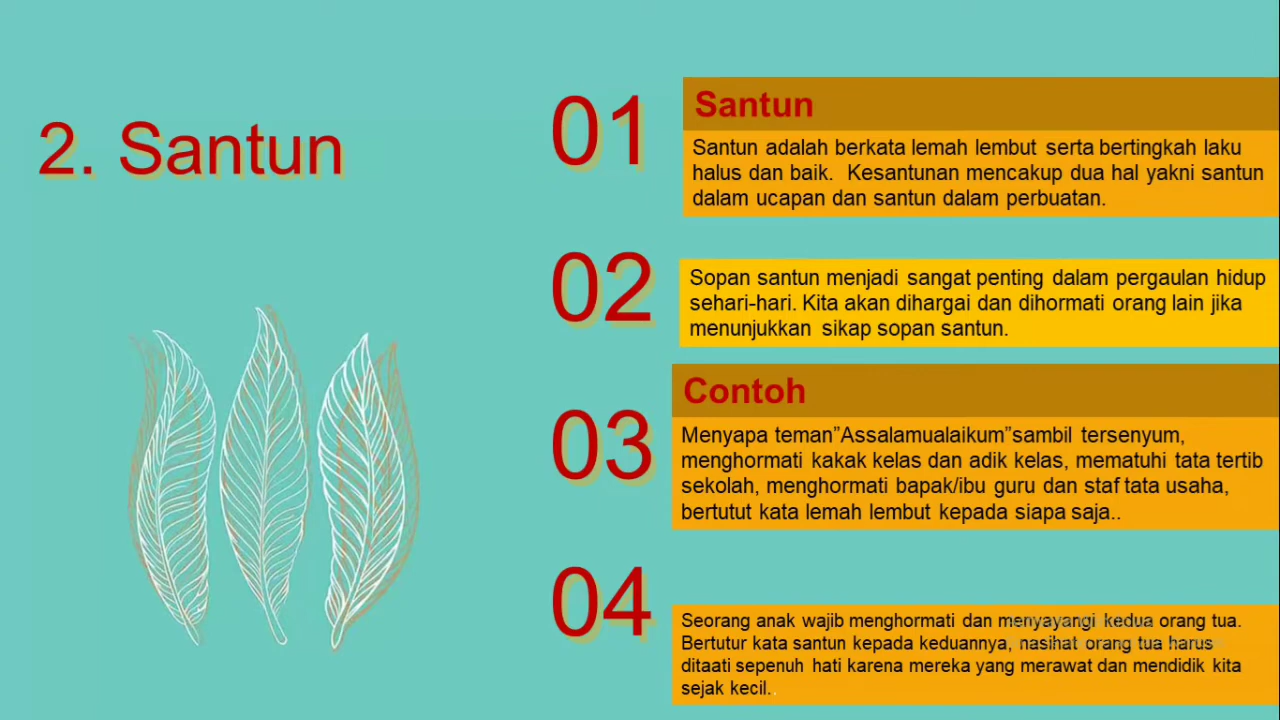 2. Santun
01
Santun
Santun adalah berkata lemah lembut serta bertingkah laku
halus dan baik. Kesantunan mencakup dua hal yakni santun
dalam ucapan dan santun dalam perbuatan.
02
Sopan santun menjadi sangat penting dalam pergaulan hidup
sehari-hari. Kita akan dihargai dan dihormati orang lain jika
menunjukkan sikap sopan santun.
03
Contoh
Menyapa teman”Assalamualaikum”sambil tersenyum,
menghormati kakak kelas dan adik kelas, mematuhi tata tertib
sekolah, menghormati bapak/ibu guru dan staf tata usaha,
bertutut kata lemah lembut kepada siapa saja..
04
Seorang anak wajib menghormati dan menyayangi kedua orang tua.
Bertutur kata santun kepada keduannya, nasihat orang tua harus
ditaati sepenuh hati karena mereka yang merawat dan mendidik kita
sejak kecil.